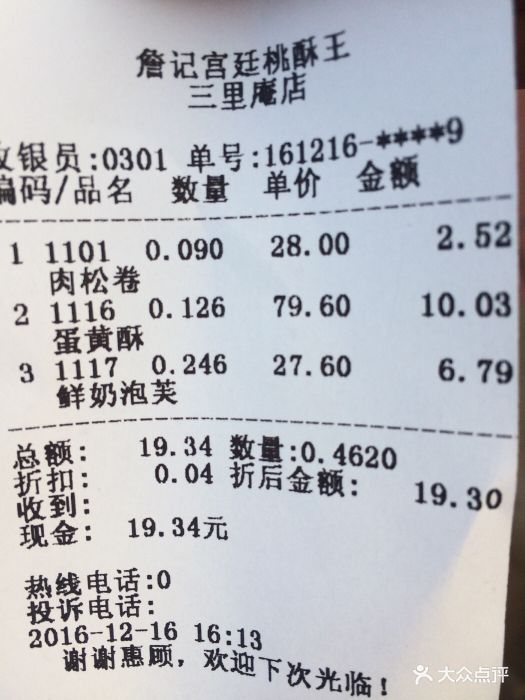 詹记宫廷桃酥王
三里庵店
收银员:0301 单号:161216-****9
编码/品名 数量 单价 金额
1 1101 0.090 28.00 2.52
肉松卷
2 1116 0.126 79.60 10.03
蛋黄酥
3 1117 0.246 27.60 6.79
鲜奶泡芙
总额: 19.34 数量:0.4620
折扣: 0.04 折后金额: 19.30
收到:
现金: 19.34元
热线电话:0
投诉电话:
2016-12-16 16:13
谢谢惠顾，欢迎下次光临!
大众点评